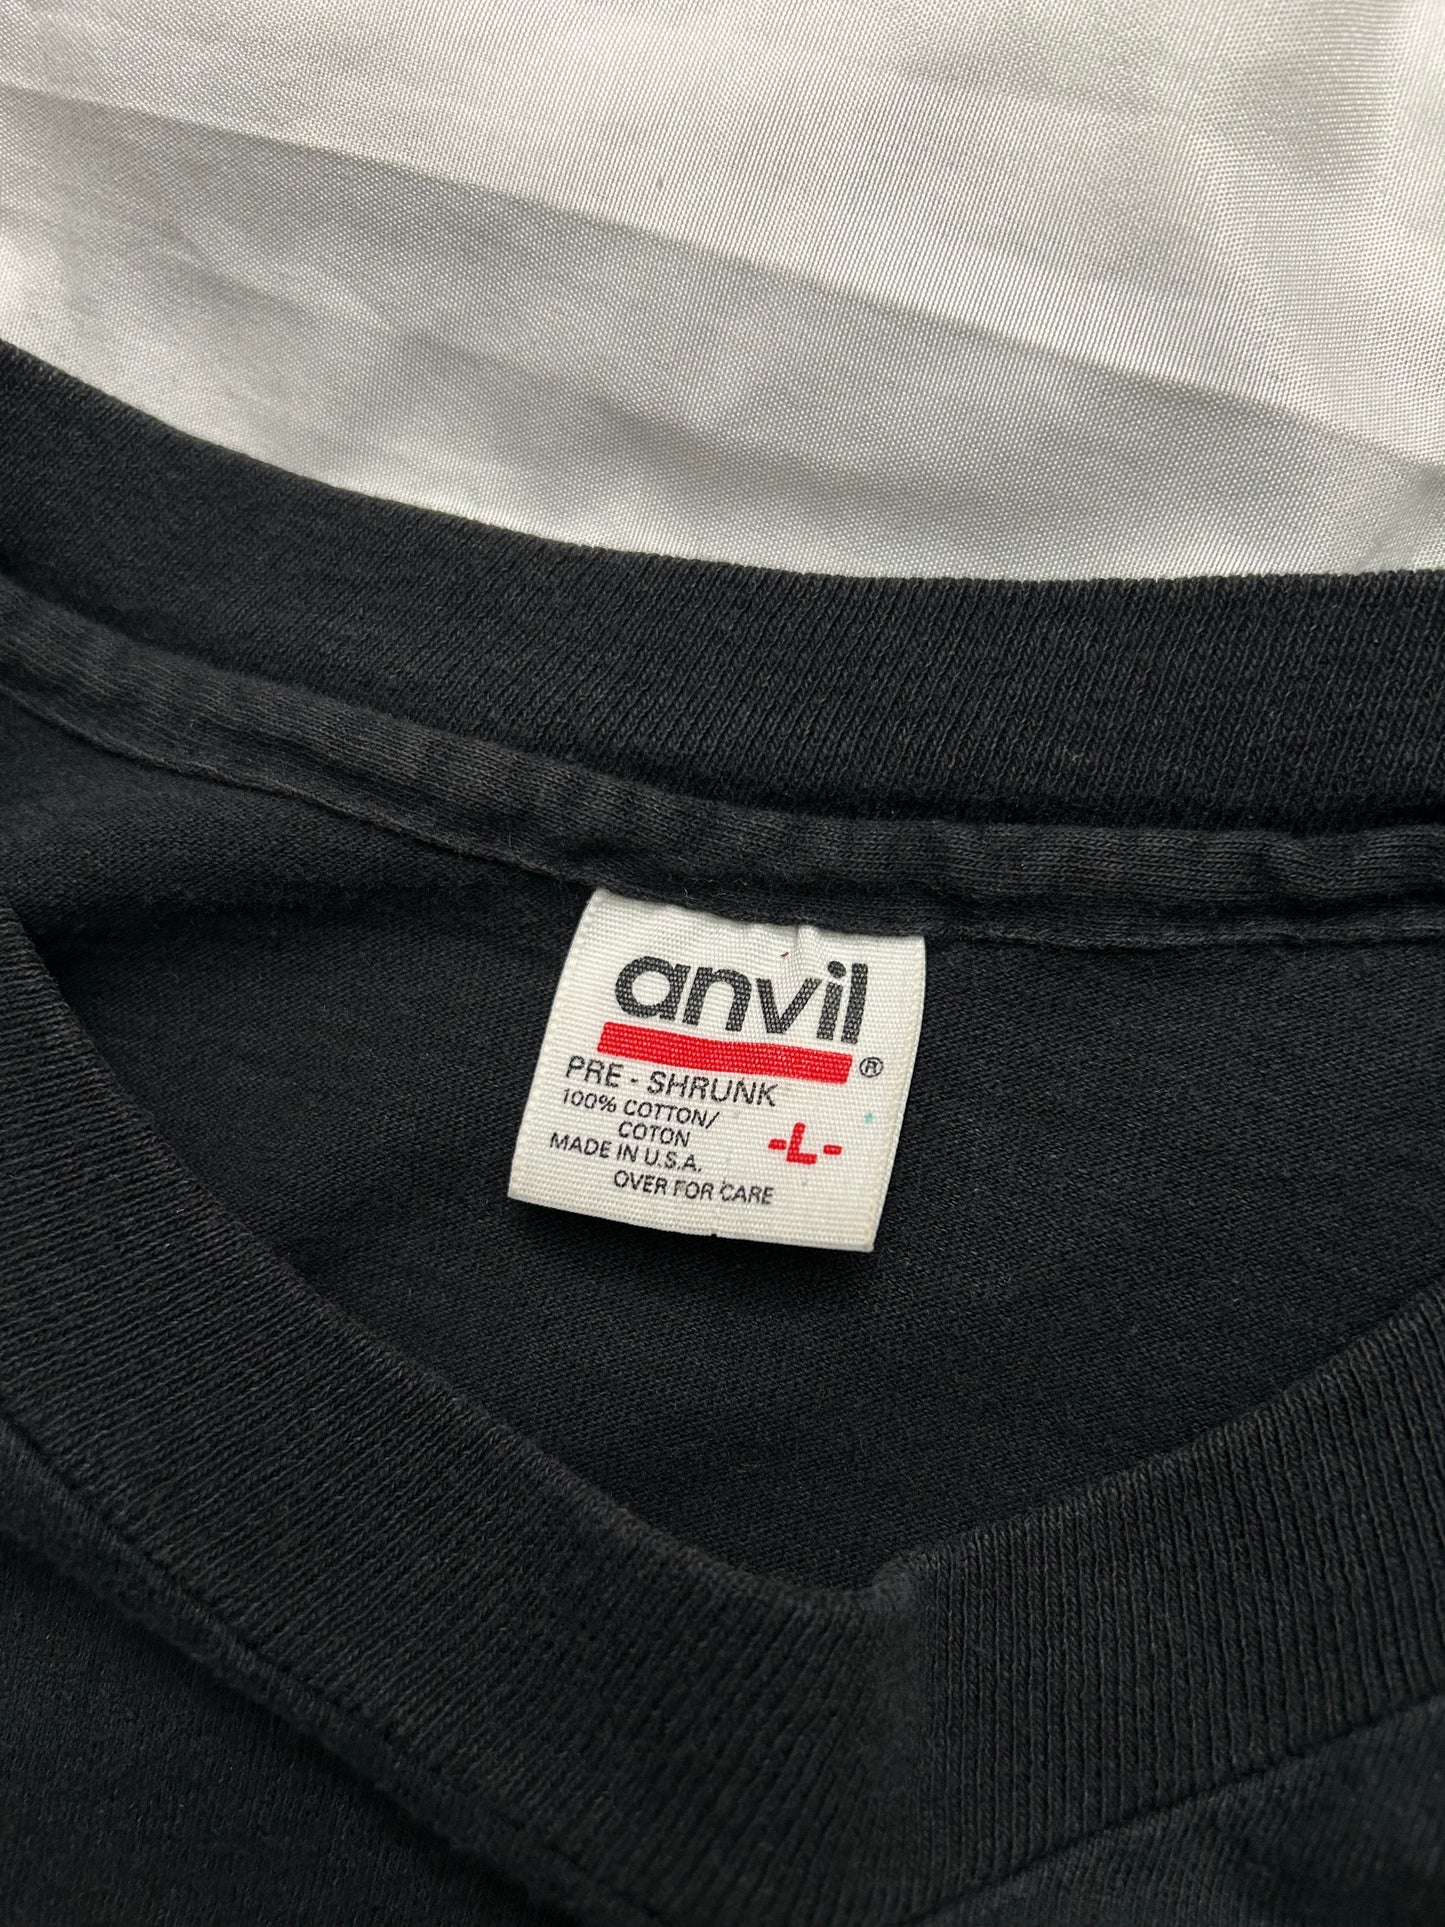 anvil
®
PRE - SHRUNK
100% COTTON/
COTON
-L-
MADE IN U.S.A.
OVER FOR CARE